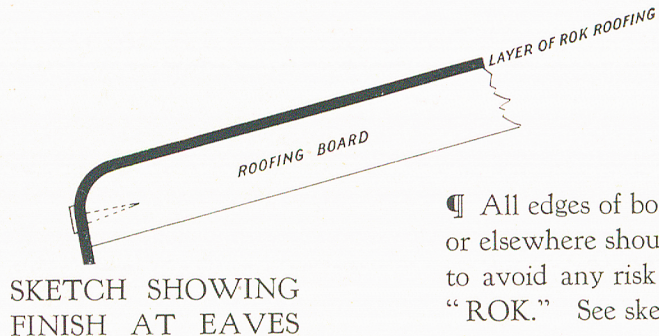 LAYER OF ROK ROOFING
ROOFING BOARD
SKETCH SHOWING
FINISH AT EAVES
¶ All edges of bo
or elsewhere shou
to avoid any risk
“ROK.” See ske